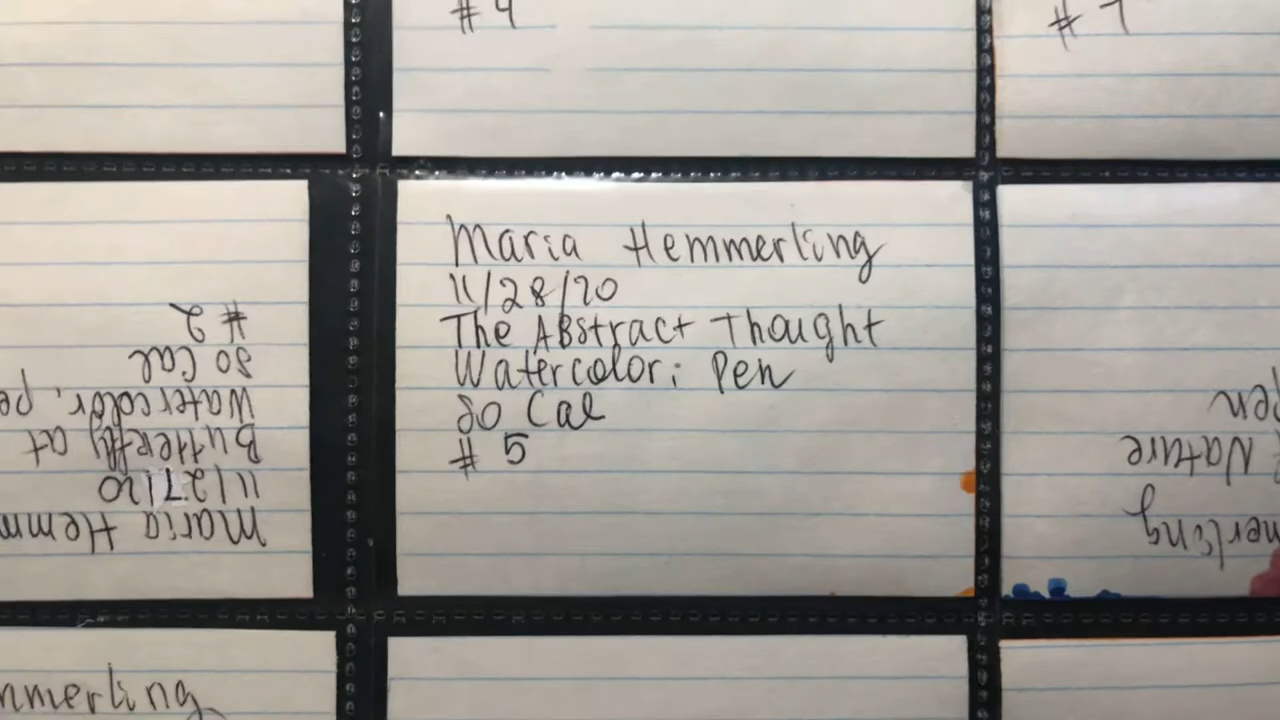 # 4
# 7
Maria Hemmerling
11/28/20
The Abstract Thought
Watercolor; Pen
So Cal
# 5
Maria Hemm
11/27/20
Butterfly at
Watercolor, pe
So Cal
# 2
merling
Nature
pen
mmerling